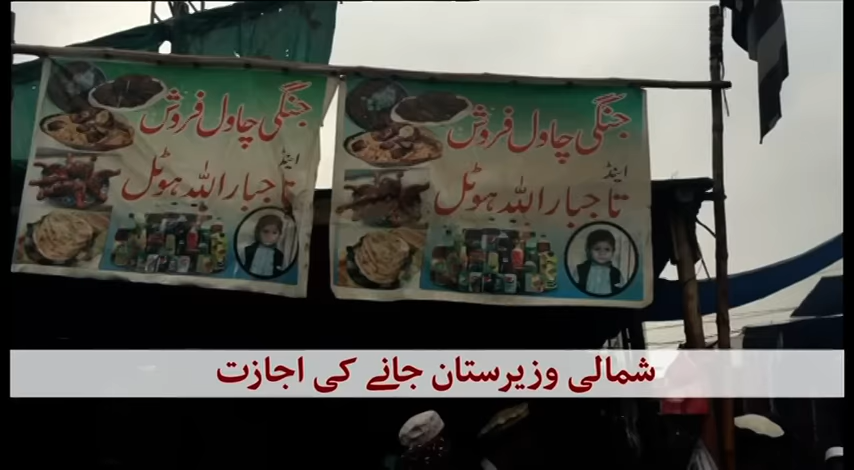 جنگی چاول فروش
اینڈ
تاجبار اللہ ہوٹل
جنگی چاول فروش
اینڈ
تاجبار اللہ ہوٹل
شمالی وزیرستان جانے کی اجازت